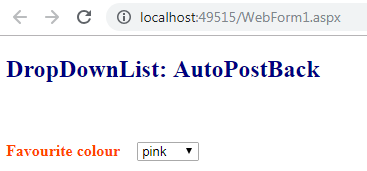 localhost:49515/WebForm1.aspx
DropDownList: AutoPostBack
Favourite colour pink